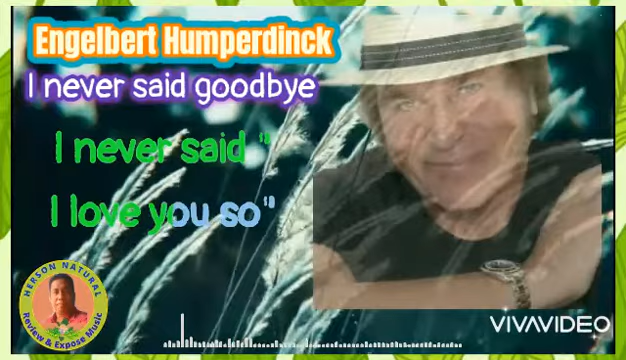 Engelbert Humperdinck
I never said goodbye
I never said "
I love you so"
HERSON NATURAL
Review & Expose Music
VIVAVIDEO